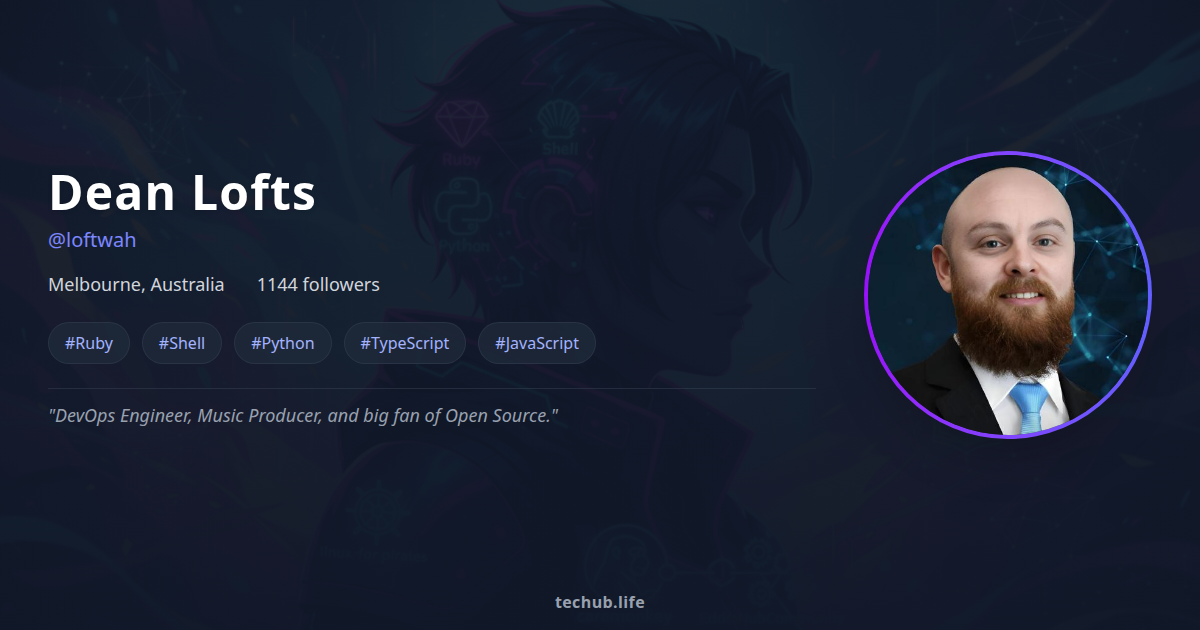 Dean Lofts
@loftwah
Melbourne, Australia 1144 followers
#Ruby #Shell #Python #TypeScript #JavaScript
"DevOps Engineer, Music Producer, and big fan of Open Source."
Ruby
Shell
Python
techub.life